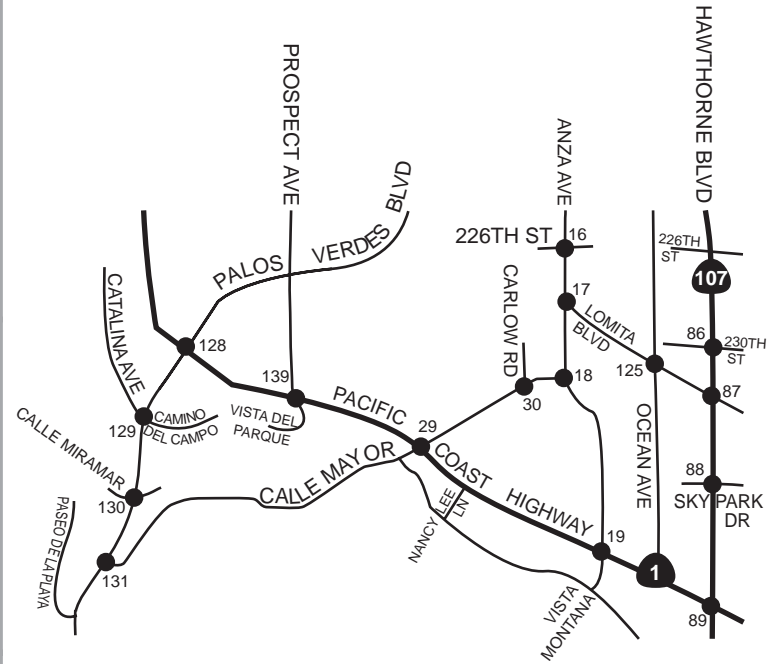 HAWTHORNE BLVD
PROSPECT AVE
ANZA AVE
PALOS VERDES BLVD
226TH ST
16
226TH
ST
107
CATALINA AVE
CARLOW RD
17
LOMITA
BLVD
86
230TH
ST
128
139
125
18
87
30
PACIFIC
COAST
HIGHWAY
VISTA DEL
PARQUE
CAMINO
DEL CAMPO
129
29
OCEAN AVE
CALLE MIRAMAR
CALLE MAYOR
88
SKY PARK
DR
130
NANCY
LEE
LN
PASEO DE LA PLAYA
19
131
1
VISTA
MONTANA
89